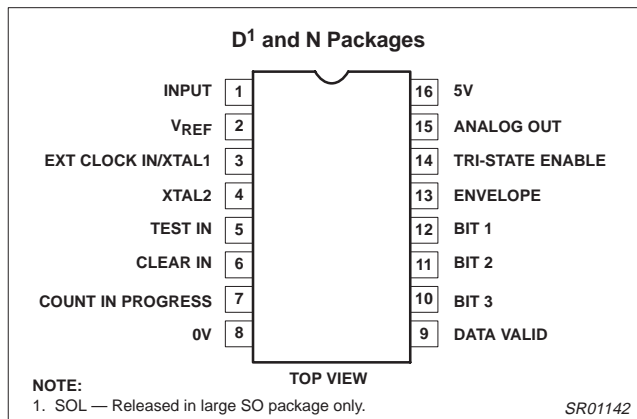 D1 and N Packages
INPUT 1 16 5V
VREF 2 15 ANALOG OUT
EXT CLOCK IN/XTAL1 3 14 TRI-STATE ENABLE
XTAL2 4 13 ENVELOPE
TEST IN 5 12 BIT 1
CLEAR IN 6 11 BIT 2
COUNT IN PROGRESS 7 10 BIT 3
0V 8 9 DATA VALID
TOP VIEW
NOTE:
1. SOL — Released in large SO package only.
SR01142